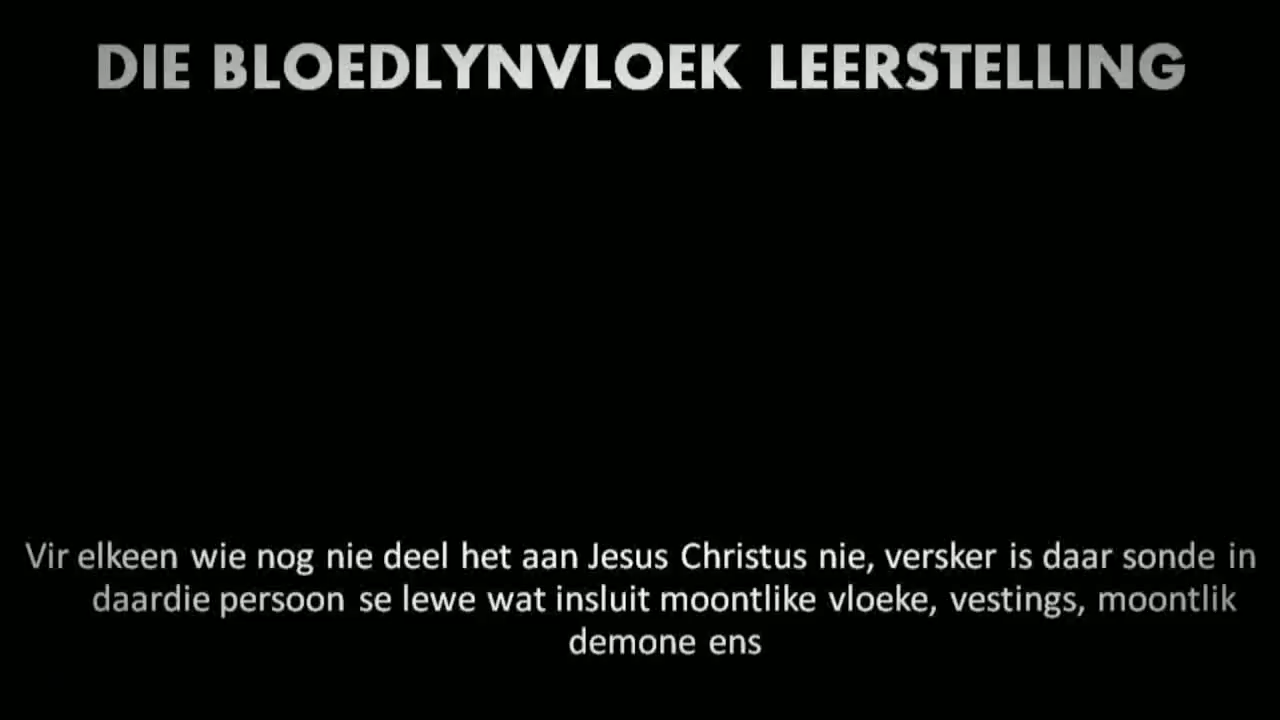 DIE BLOEDLYNVLOEK LEERSTELLING
Vir elkeen wie nog nie deel het aan Jesus Christus nie, versker is daar sonde in
daardie persoon se lewe wat insluit moontlike vloeke, vestings, moontlik
demone ens